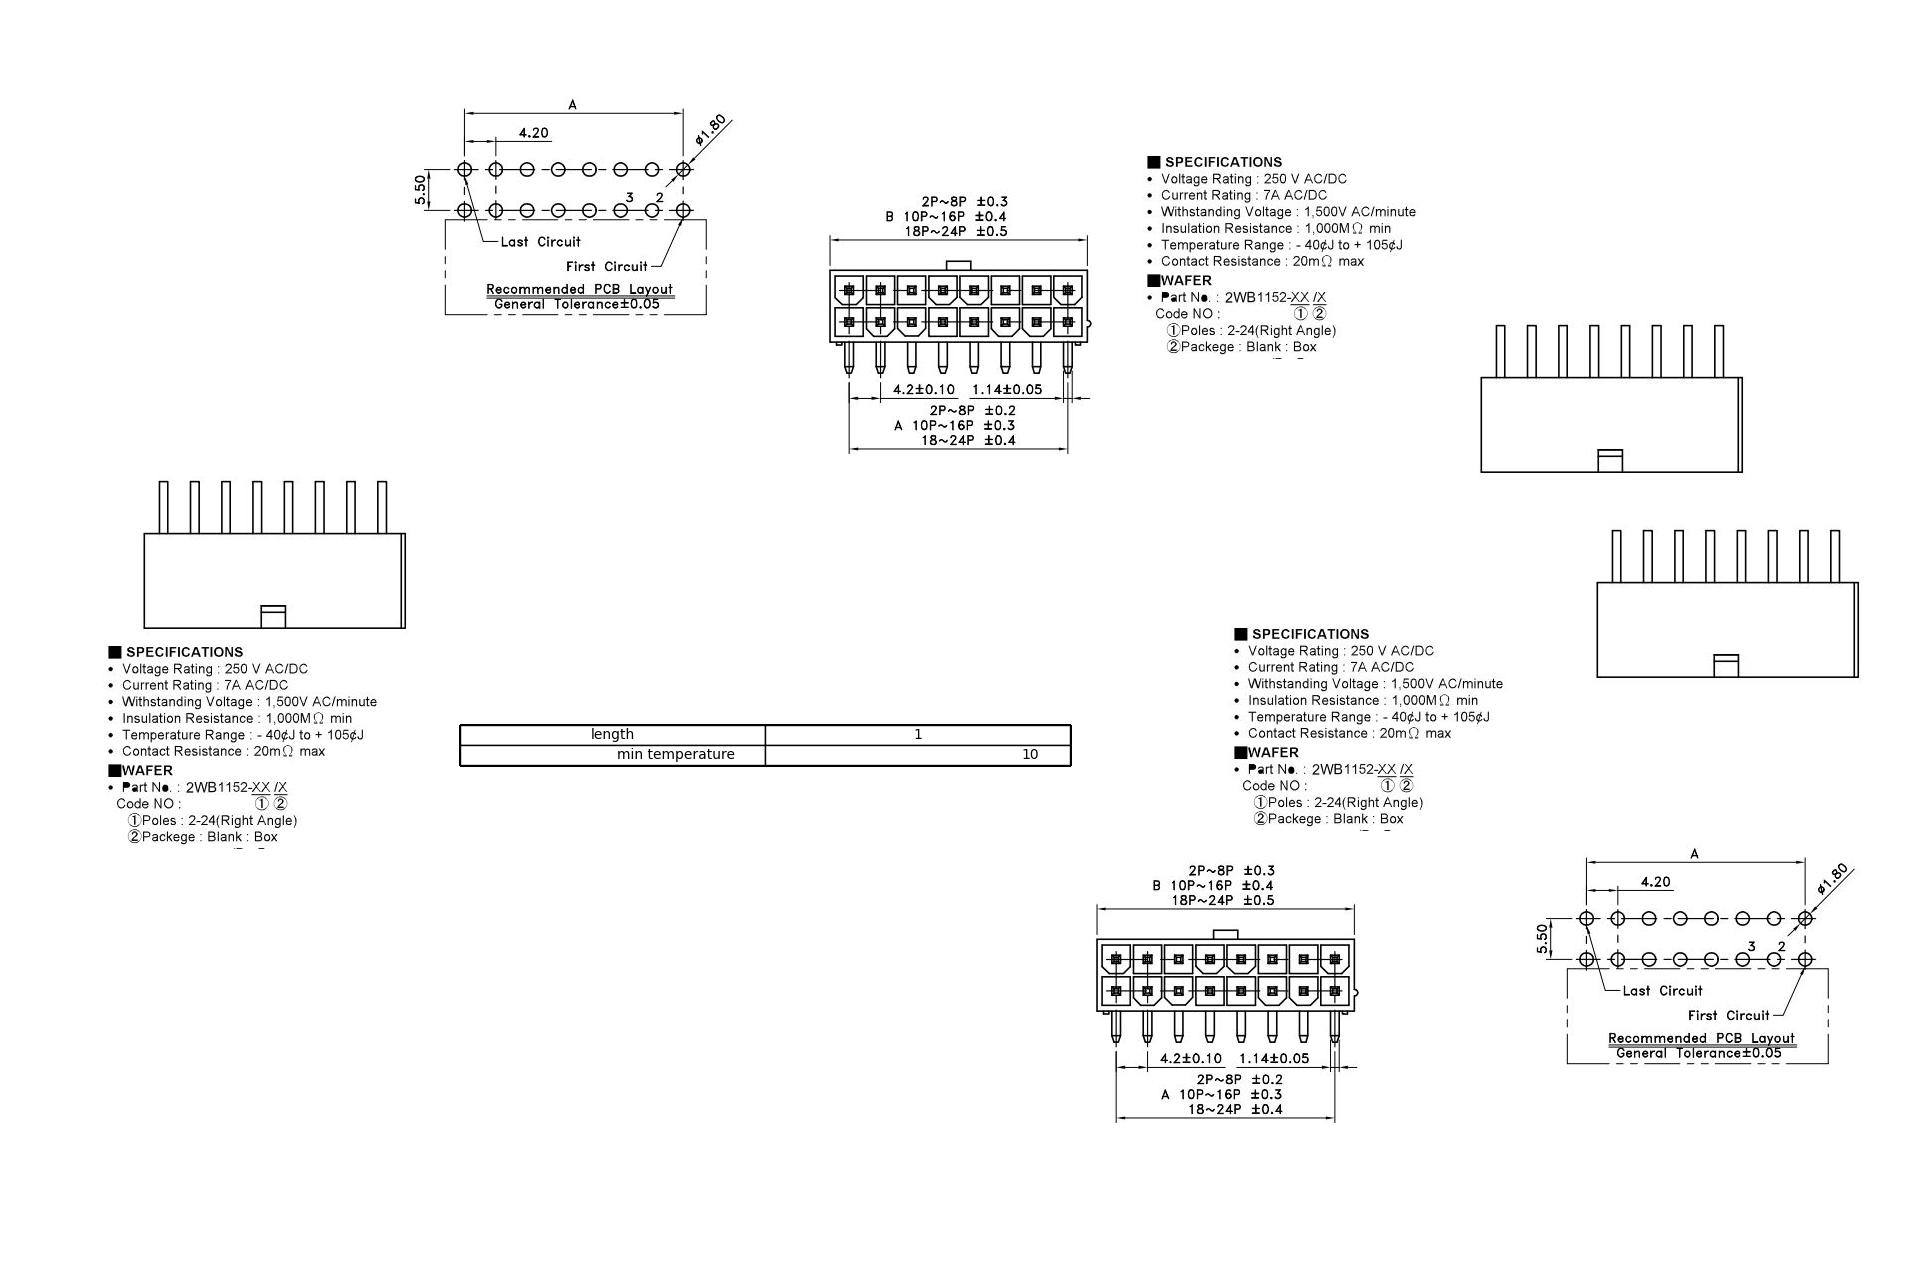 A
4.20
ø1.80
5.50
3 2
Last Circuit
First Circuit
Recommended PCB Layout
General Tolerance±0.05
2P~8P ±0.3
B 10P~16P ±0.4
18P~24P ±0.5
4.2±0.10 1.14±0.05
2P~8P ±0.2
A 10P~16P ±0.3
18~24P ±0.4
■ SPECIFICATIONS
• Voltage Rating : 250 V AC/DC
• Current Rating : 7A AC/DC
• Withstanding Voltage : 1,500V AC/minute
• Insulation Resistance : 1,000MΩ min
• Temperature Range : - 40¢J to + 105¢J
• Contact Resistance : 20mΩ max
■WAFER
• Part No. : 2WB1152-XX /X
Code NO : ① ②
①Poles : 2-24(Right Angle)
②Packege : Blank : Box
■ SPECIFICATIONS
• Voltage Rating : 250 V AC/DC
• Current Rating : 7A AC/DC
• Withstanding Voltage : 1,500V AC/minute
• Insulation Resistance : 1,000MΩ min
• Temperature Range : - 40¢J to + 105¢J
• Contact Resistance : 20mΩ max
■WAFER
• Part No. : 2WB1152-XX /X
Code NO : ① ②
①Poles : 2-24(Right Angle)
②Packege : Blank : Box
length 1
min temperature 10
■ SPECIFICATIONS
• Voltage Rating : 250 V AC/DC
• Current Rating : 7A AC/DC
• Withstanding Voltage : 1,500V AC/minute
• Insulation Resistance : 1,000MΩ min
• Temperature Range : - 40¢J to + 105¢J
• Contact Resistance : 20mΩ max
■WAFER
• Part No. : 2WB1152-XX /X
Code NO : ① ②
①Poles : 2-24(Right Angle)
②Packege : Blank : Box
2P~8P ±0.3
B 10P~16P ±0.4
18P~24P ±0.5
4.2±0.10 1.14±0.05
2P~8P ±0.2
A 10P~16P ±0.3
18~24P ±0.4
A
4.20
ø1.80
5.50
3 2
Last Circuit
First Circuit
Recommended PCB Layout
General Tolerance±0.05